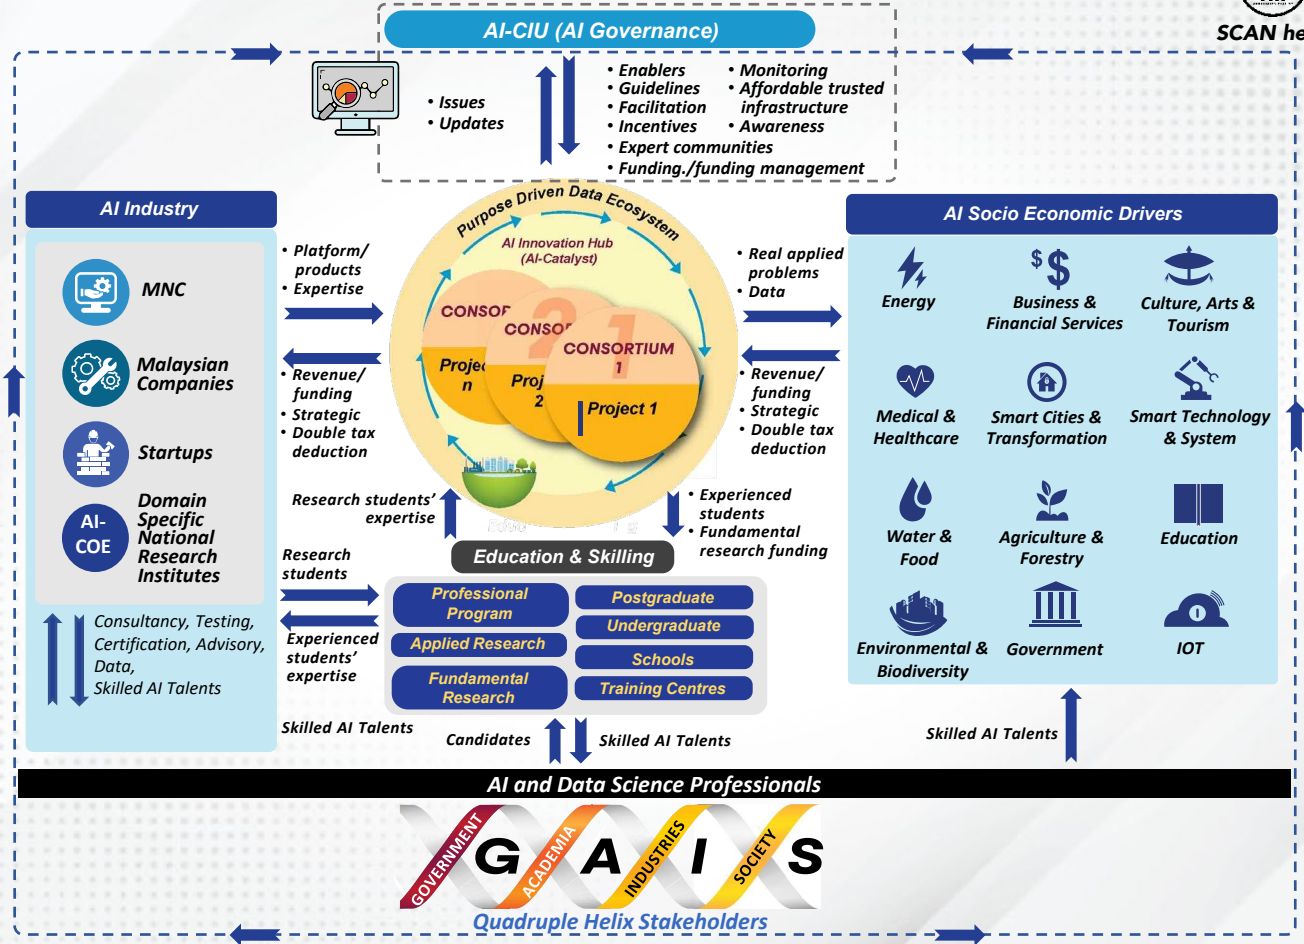 SCAN he
AI-CIU (AI Governance)
• Issues
• Updates
• Enablers
• Guidelines
• Facilitation
• Incentives
• Monitoring
• Affordable trusted
infrastructure
• Awareness
• Expert communities
• Funding./funding management
AI Industry
MNC
Malaysian
Companies
Startups
AI-
COE
Domain
Specific
National
Research
Institutes
Consultancy, Testing,
Certification, Advisory,
Data,
Skilled AI Talents
• Platform/
products
• Expertise
• Revenue/
funding
• Strategic
• Double tax
deduction
Purpose Driven Data Ecosystem
AI Innovation Hub
(AI-Catalyst)
CONSOR
Projec
n
2
CONSOR
Proj
2
1
CONSORTIUM
1
Project 1
• Real applied
problems
• Data
• Revenue/
funding
• Strategic
• Double tax
deduction
AI Socio Economic Drivers
Energy
$ $
Business &
Financial Services
Culture, Arts &
Tourism
Medical &
Healthcare
Smart Cities &
Transformation
Smart Technology
& System
Water &
Food
Agriculture &
Forestry
Education
Environmental &
Biodiversity
Government
IOT
Research students’
expertise
• Experienced
students
• Fundamental
research funding
Education & Skilling
Research
students
Experienced
students’
expertise
Professional
Program
Applied Research
Fundamental
Research
Postgraduate
Undergraduate
Schools
Training Centres
Skilled AI Talents
Candidates
Skilled AI Talents
Skilled AI Talents
AI and Data Science Professionals
GOVERNMENT
G
ACADEMIA
A
INDUSTRIES
I
SOCIETY
S
Quadruple Helix Stakeholders